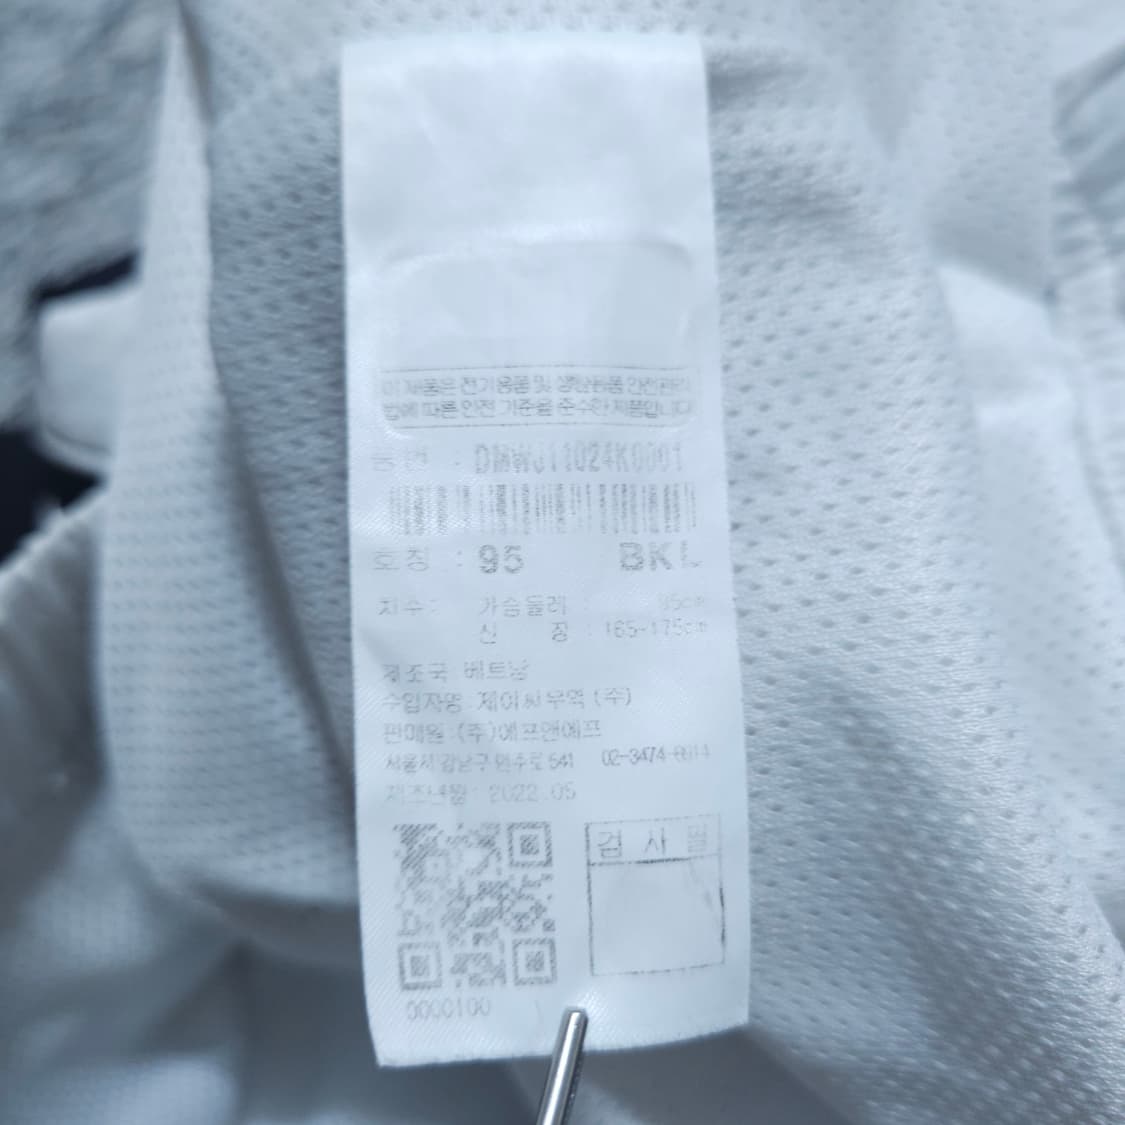 이 제품은 전기용품 및 생활용품 안전관리
법에 따른 안전 기준을 준수한 제품입니다
품번 : DMWJ11024K0001
호칭 : 95 BKL
치수: 가슴둘레 : 95cm
신 장 : 165~175cm
제조국 베트남
수입자명 제이씨무역 (주)
판매원 : (주)에프앤에프
서울시 강남구 언주로 541 02-3474-
제조년월 : 2022.05
검 사 필
0000100